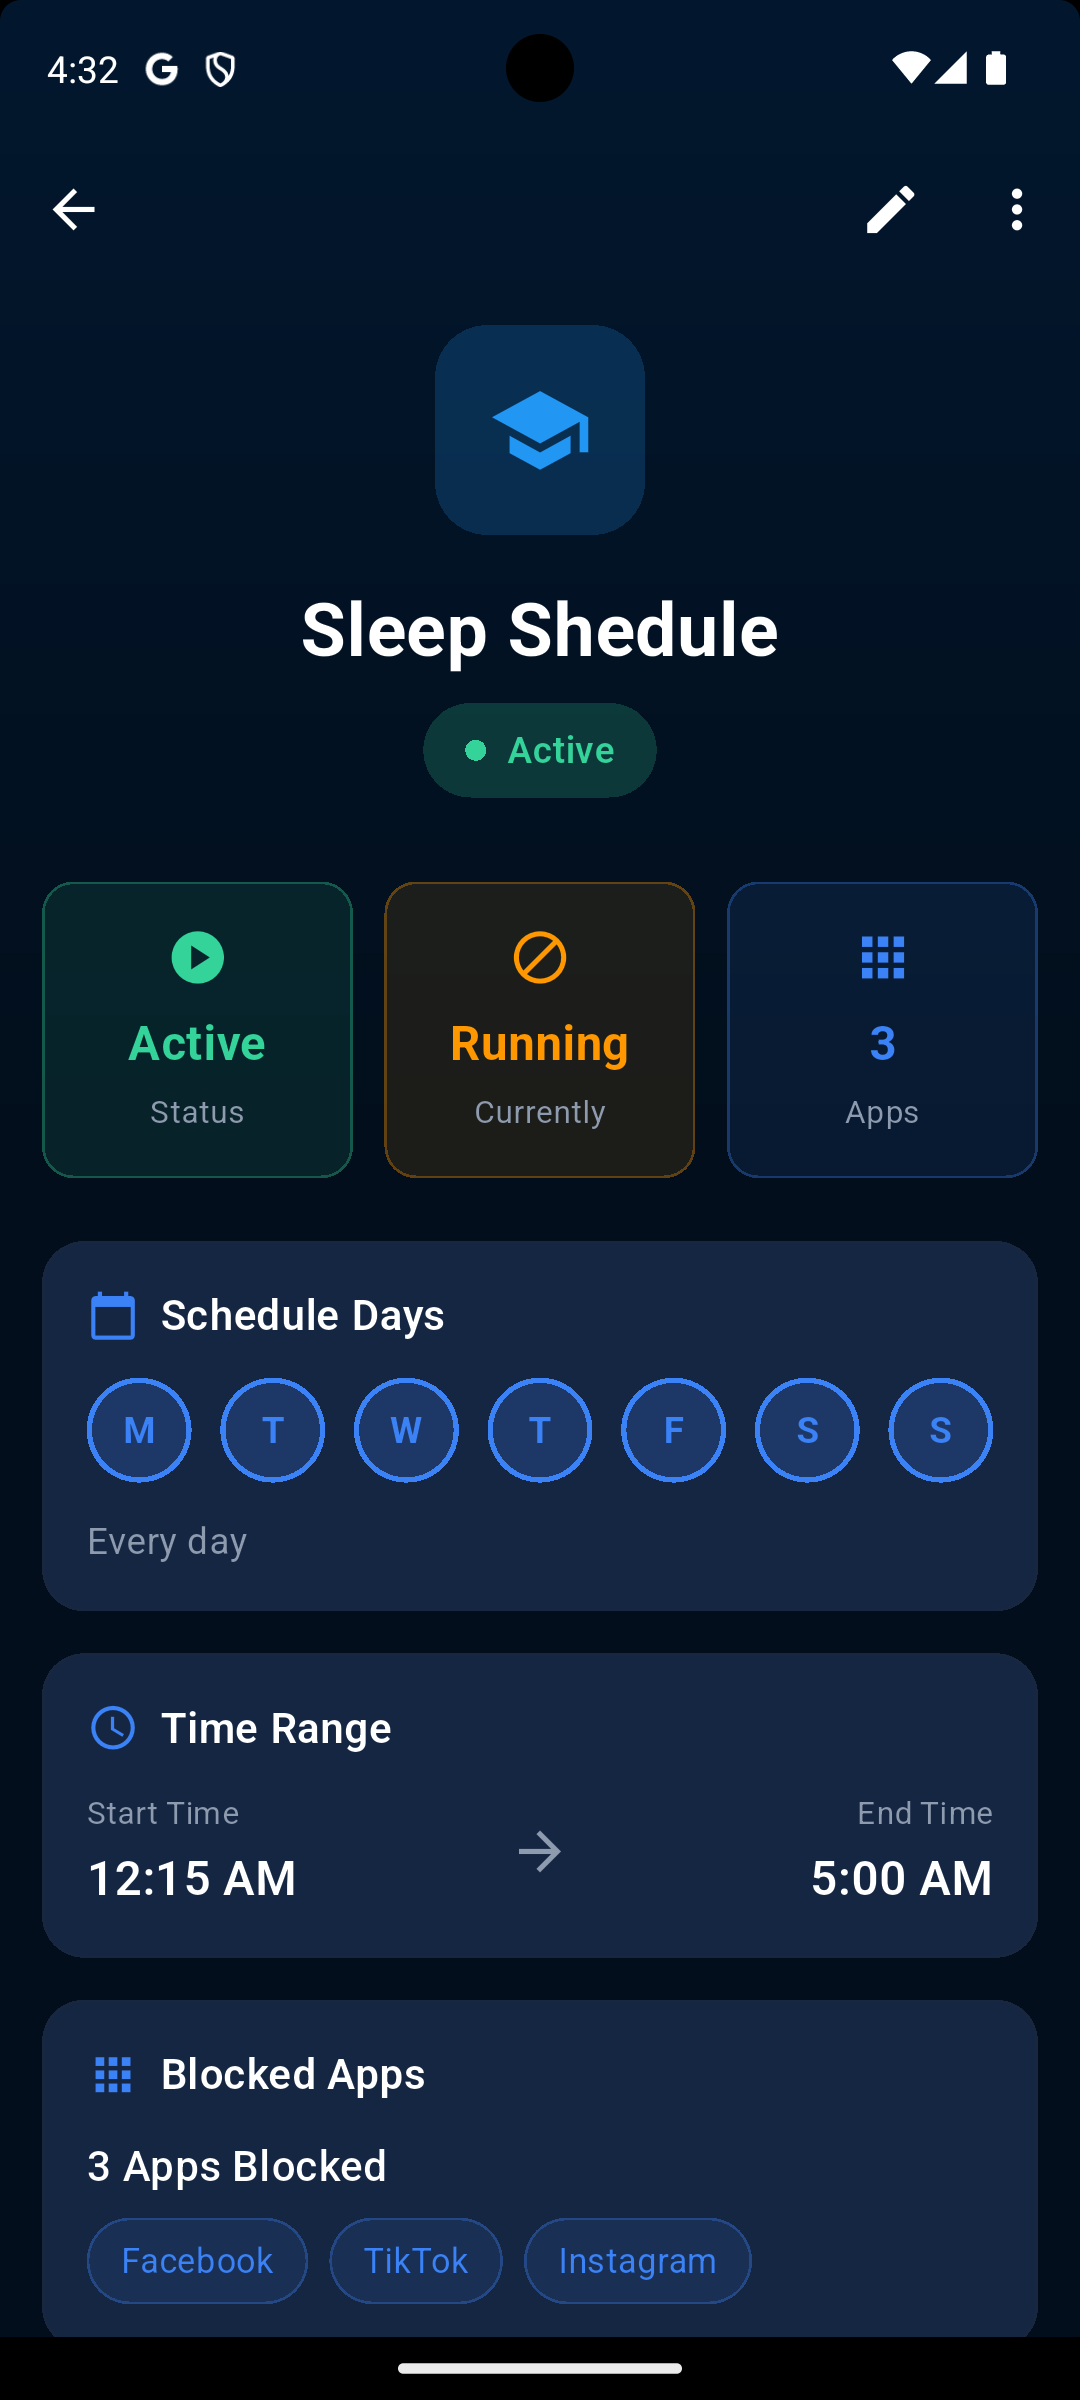 4:32
Sleep Shedule
Active
Active
Running
3
Status
Currently
Apps
Schedule Days
M T W T F S S
Every day
Time Range
Start Time
End Time
12:15 AM
5:00 AM
Blocked Apps
3 Apps Blocked
Facebook
TikTok
Instagram